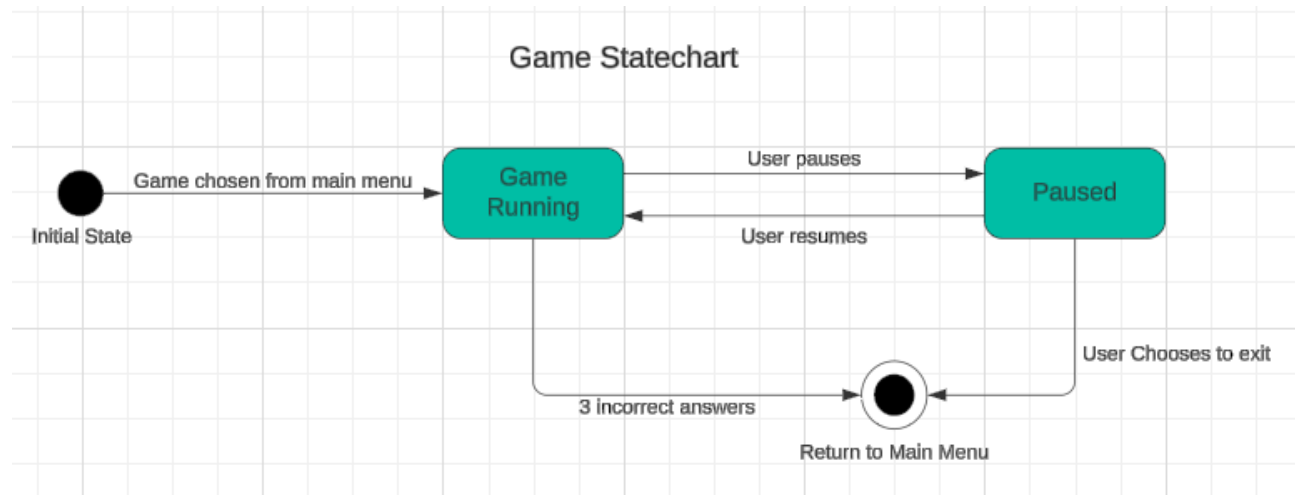 Game Statechart
Game chosen from main menu
Initial State
Game
Running
User pauses
User resumes
Paused
User Chooses to exit
3 incorrect answers
Return to Main Menu